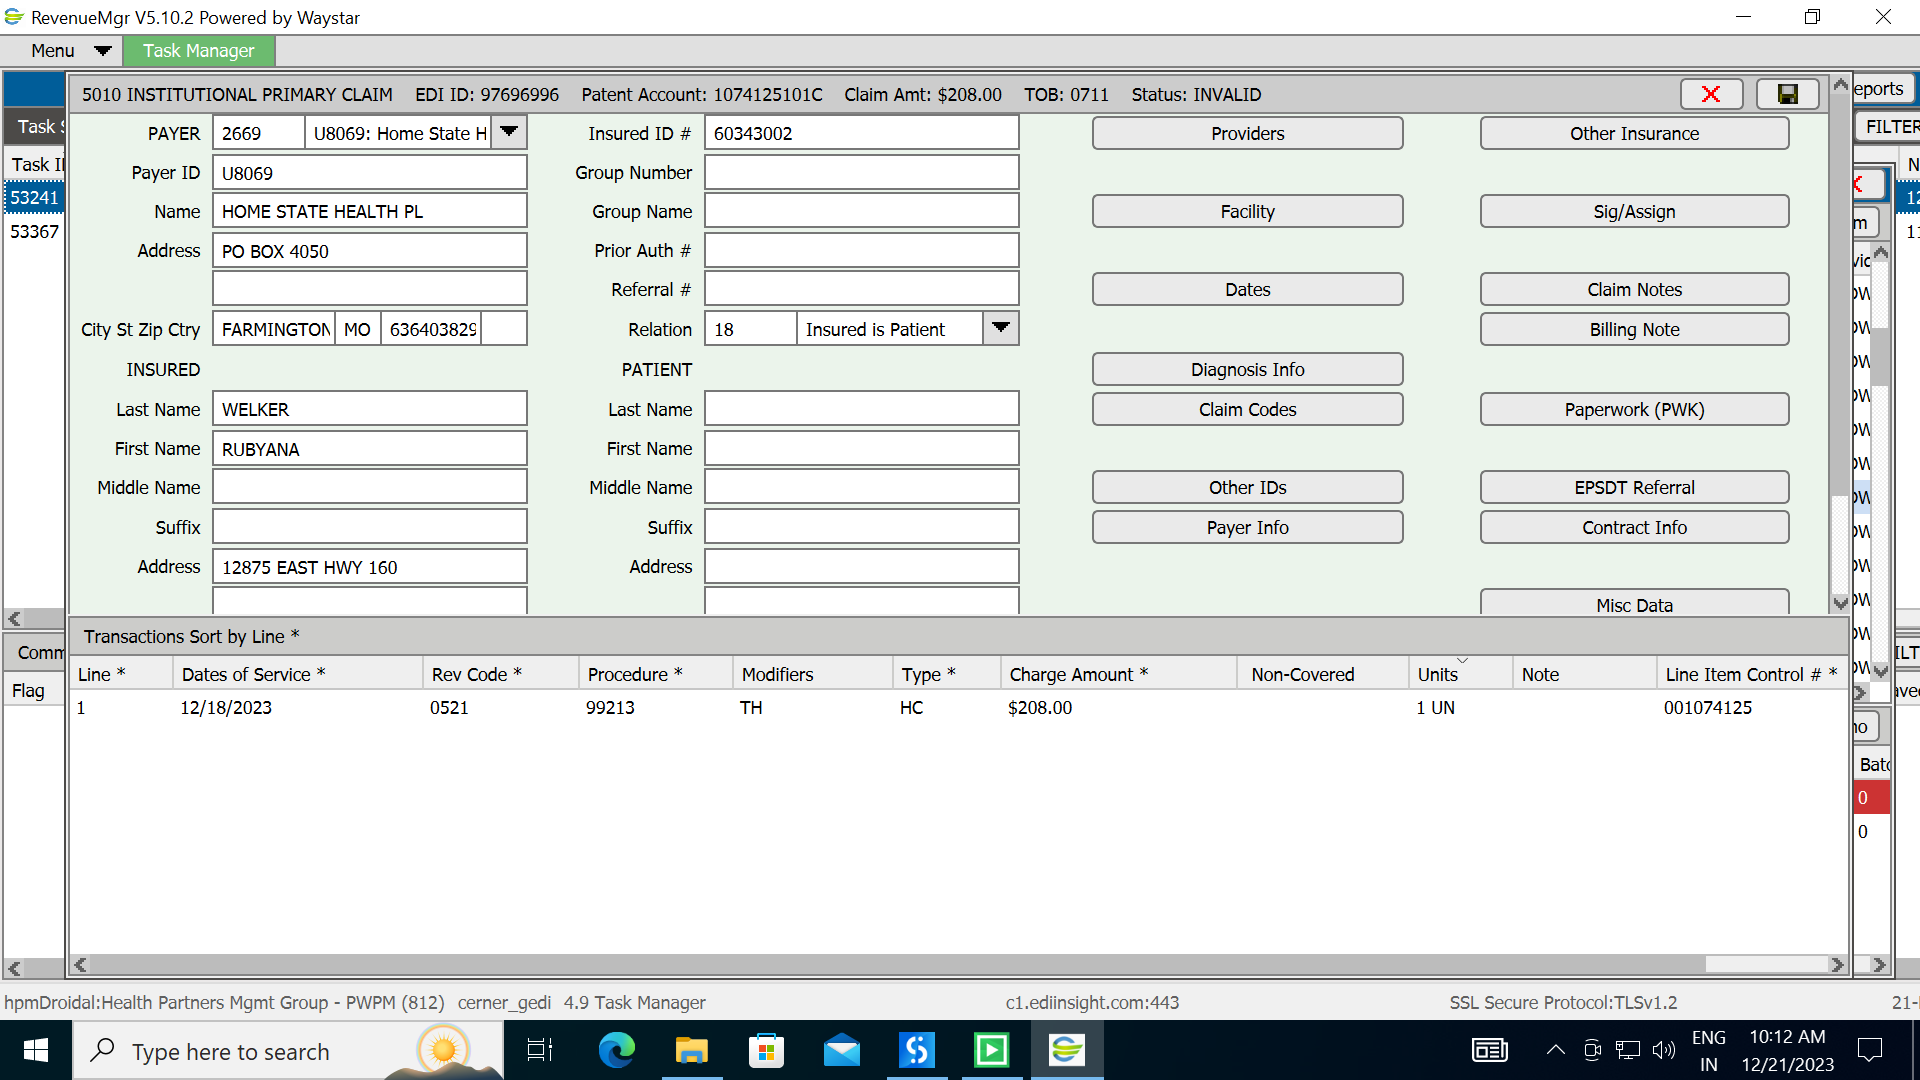 RevenueMgr V5.10.2 Powered by Waystar
Menu Task Manager
5010 INSTITUTIONAL PRIMARY CLAIM EDI ID: 97696996 Patent Account: 1074125101C Claim Amt: $208.00 TOB: 0711 Status: INVALID
eports
Task S
FILTER
Task II
53241
53367
PAYER 2669 U8069: Home State H Insured ID # 60343002 Providers Other Insurance
Payer ID U8069 Group Number
Name HOME STATE HEALTH PL Group Name Facility Sig/Assign
Address PO BOX 4050 Prior Auth #
Referral # Dates Claim Notes
City St Zip Ctry FARMINGTON MO 636403829 Relation 18 Insured is Patient Billing Note
INSURED PATIENT Diagnosis Info
Last Name WELKER Last Name Claim Codes Paperwork (PWK)
First Name RUBYANA First Name
Middle Name Middle Name Other IDs EPSDT Referral
Suffix Suffix Payer Info Contract Info
Address 12875 EAST HWY 160 Address
Misc Data
Transactions Sort by Line *
Comm
Flag
Line * Dates of Service * Rev Code * Procedure * Modifiers Type * Charge Amount * Non-Covered Units Note Line Item Control # *
1 12/18/2023 0521 99213 TH HC $208.00 1 UN 001074125
Batc
0
0
hpmDroidal:Health Partners Mgmt Group - PWPM (812) cerner_gedi 4.9 Task Manager c1.ediinsight.com:443 SSL Secure Protocol:TLSv1.2 21-
Type here to search
ENG
IN
10:12 AM
12/21/2023